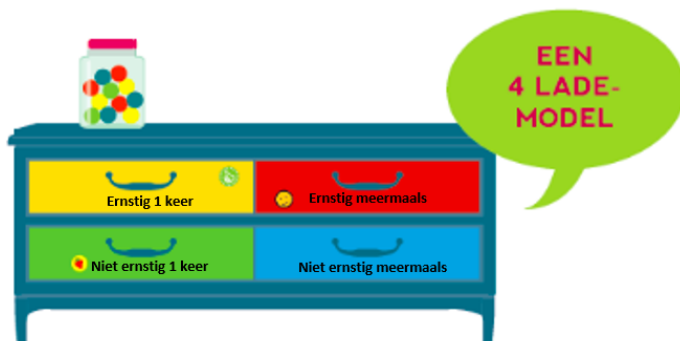 EEN
4 LADE-
MODEL
Ernstig 1 keer
Ernstig meermaals
Niet ernstig 1 keer
Niet ernstig meermaals